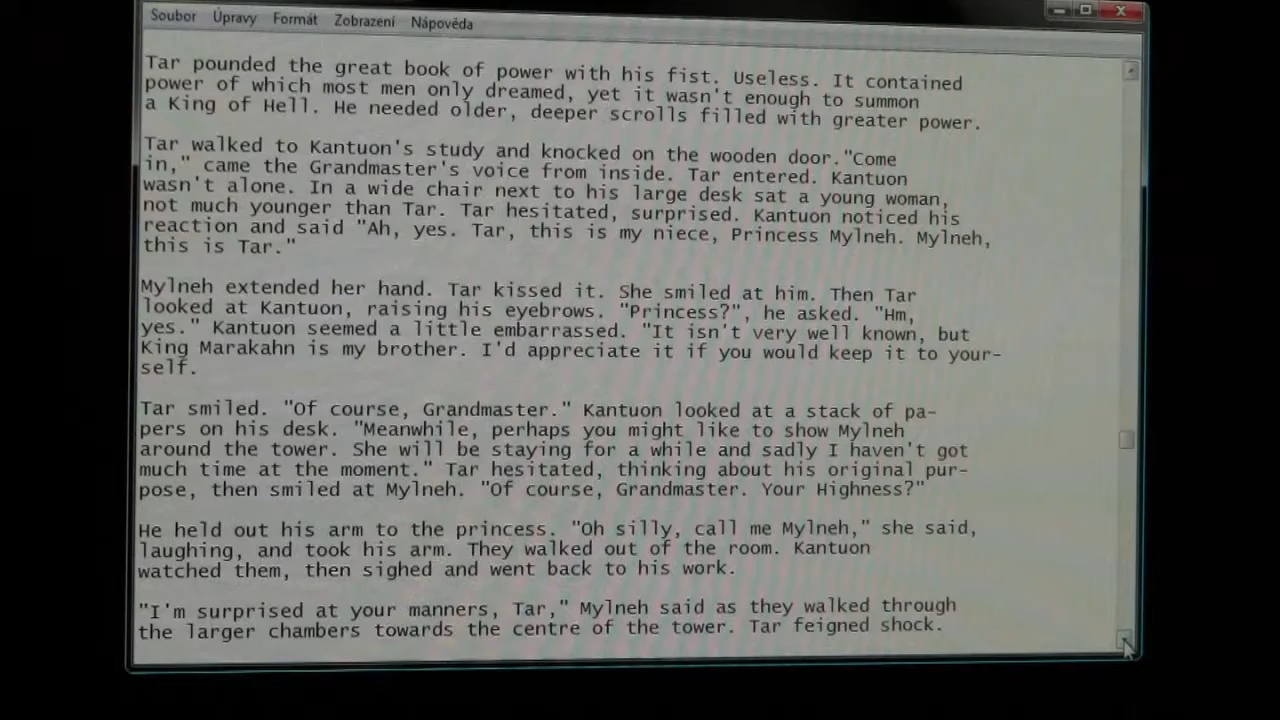 Soubor Úpravy Formát Zobrazení Nápověda
Tar pounded the great book of power with his fist. Useless. It contained
power of which most men only dreamed, yet it wasn't enough to summon
a King of Hell. He needed older, deeper scrolls filled with greater power.
Tar walked to Kantuon's study and knocked on the wooden door."Come
in," came the Grandmaster's voice from inside. Tar entered. Kantuon
wasn't alone. In a wide chair next to his large desk sat a young woman,
not much younger than Tar. Tar hesitated, surprised. Kantuon noticed his
reaction and said "Ah, yes. Tar, this is my niece, Princess Mylneh. Mylneh,
this is Tar."
Mylneh extended her hand. Tar kissed it. She smiled at him. Then Tar
looked at Kantuon, raising his eyebrows. "Princess?", he asked. "Hm,
yes." Kantuon seemed a little embarrassed. "It isn't very well known, but
King Marakahn is my brother. I'd appreciate it if you would keep it to your-
self.
Tar smiled. "Of course, Grandmaster." Kantuon looked at a stack of pa-
pers on his desk. "Meanwhile, perhaps you might like to show Mylneh
around the tower. She will be staying for a while and sadly I haven't got
much time at the moment." Tar hesitated, thinking about his original pur-
pose, then smiled at Mylneh. "Of course, Grandmaster. Your Highness?"
He held out his arm to the princess. "Oh silly, call me Mylneh," she said,
laughing, and took his arm. They walked out of the room. Kantuon
watched them, then sighed and went back to his work.
"I'm surprised at your manners, Tar," Mylneh said as they walked through
the larger chambers towards the centre of the tower. Tar feigned shock.